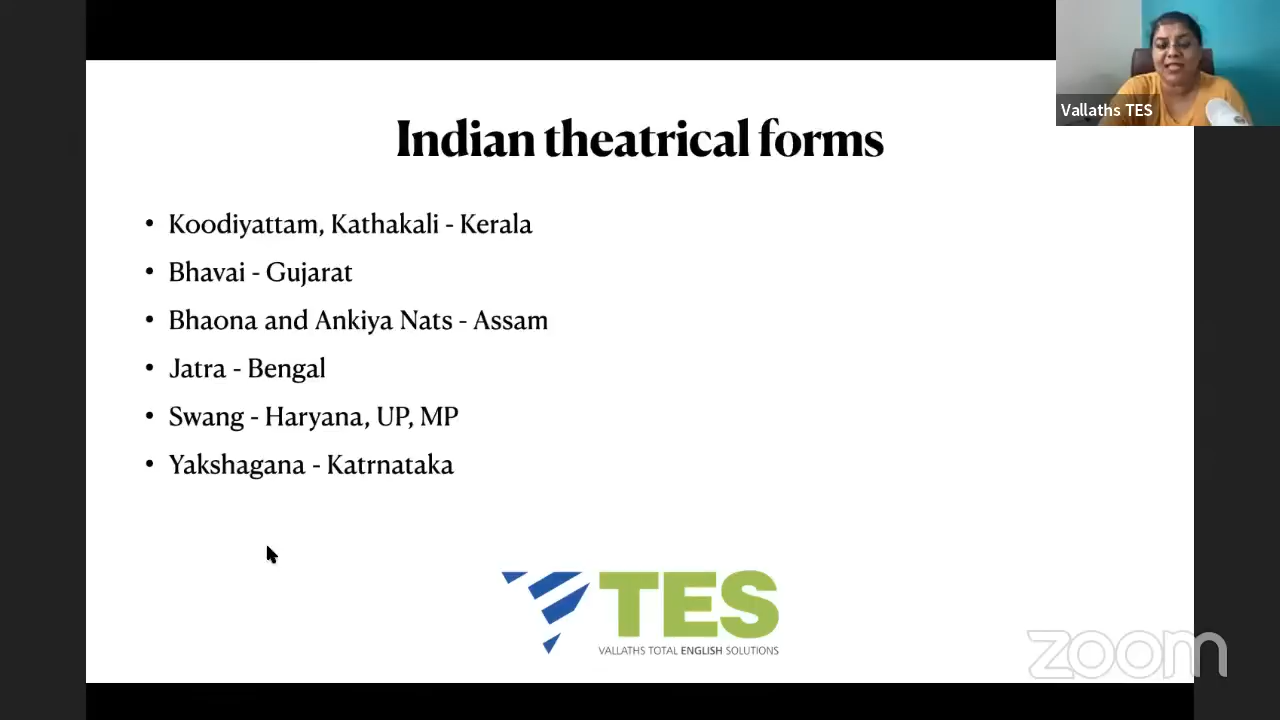 Vallaths TES
Indian theatrical forms
• Koodiyattam, Kathakali - Kerala
• Bhavai - Gujarat
• Bhaona and Ankiya Nats - Assam
• Jatra - Bengal
• Swang - Haryana, UP, MP
• Yakshagana - Katrnataka
TES
VALLATHS TOTAL ENGLISH SOLUTIONS
zoom